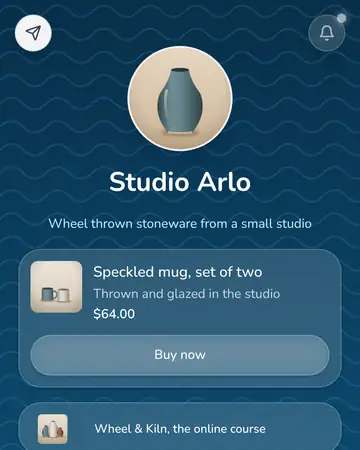 Studio Arlo
Wheel thrown stoneware from a small studio
Speckled mug, set of two
Thrown and glazed in the studio
$64.00
Buy now
Wheel & Kiln, the online course